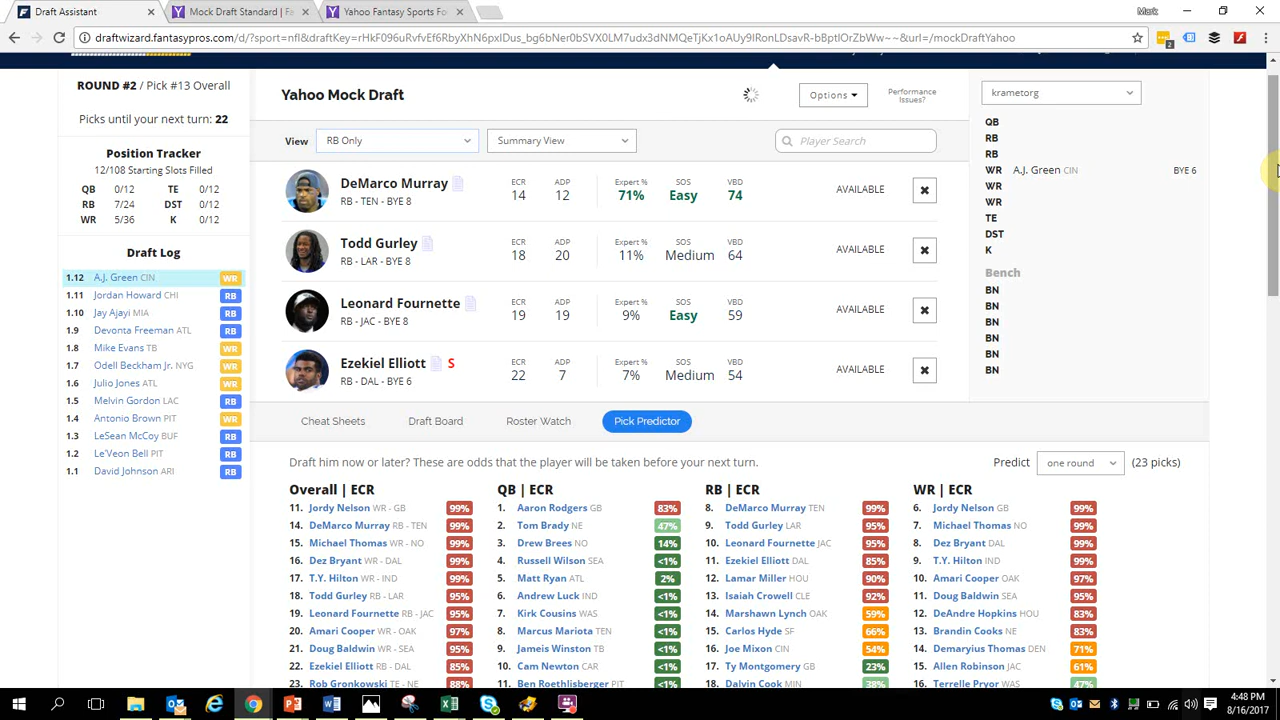 Draft Assistant
Mock Draft Standard | Fa
Yahoo Fantasy Sports Fo
Mark
draftwizard.fantasypros.com/d/?sport=nfl&draftKey=rHkF096uRvfvEf6RbyXhN6pxIDus_bg6bNer0bSVX0LM7udx3dNMQeTjKx1oAUy9IRonLDsavR-bBptOrZbWw~~&url=/mockDraftYahoo
2
ROUND #2 / Pick #13 Overall
Picks until your next turn: 22
Position Tracker
12/108 Starting Slots Filled
QB 0/12 TE 0/12
RB 7/24 DST 0/12
WR 5/36 K 0/12
Draft Log
1.12 A.J. Green CIN WR
1.11 Jordan Howard CHI RB
1.10 Jay Ajayi MIA RB
1.9 Devonta Freeman ATL RB
1.8 Mike Evans TB WR
1.7 Odell Beckham Jr. NYG WR
1.6 Julio Jones ATL WR
1.5 Melvin Gordon LAC RB
1.4 Antonio Brown PIT WR
1.3 LeSean McCoy BUF RB
1.2 Le'Veon Bell PIT RB
1.1 David Johnson ARI RB
Yahoo Mock Draft
Options
Performance
Issues?
View RB Only Summary View Player Search
DeMarco Murray
RB - TEN - BYE 8
ECR ADP Expert % SOS VBD
14 12 71% Easy 74
AVAILABLE
Todd Gurley
RB - LAR - BYE 8
ECR ADP Expert % SOS VBD
18 20 11% Medium 64
AVAILABLE
Leonard Fournette
RB - JAC - BYE 8
ECR ADP Expert % SOS VBD
19 19 9% Easy 59
AVAILABLE
Ezekiel Elliott S
RB - DAL - BYE 6
ECR ADP Expert % SOS VBD
22 7 7% Medium 54
AVAILABLE
krametorg
QB
RB
RB
WR A.J. Green CIN BYE 6
WR
WR
TE
DST
K
Bench
BN
BN
BN
BN
BN
BN
Cheat Sheets Draft Board Roster Watch Pick Predictor
Draft him now or later? These are odds that the player will be taken before your next turn.
Predict one round (23 picks)
Overall | ECR
11. Jordy Nelson WR - GB 99%
14. DeMarco Murray RB - TEN 99%
15. Michael Thomas WR - NO 99%
16. Dez Bryant WR - DAL 99%
17. T.Y. Hilton WR - IND 99%
18. Todd Gurley RB - LAR 95%
19. Leonard Fournette RB - JAC 95%
20. Amari Cooper WR - OAK 97%
21. Doug Baldwin WR - SEA 95%
22. Ezekiel Elliott RB - DAL 85%
23. Rob Gronkowski TE - NE 88%
QB | ECR
1. Aaron Rodgers GB 83%
2. Tom Brady NE 47%
3. Drew Brees NO 14%
4. Russell Wilson SEA <1%
5. Matt Ryan ATL 2%
6. Andrew Luck IND <1%
7. Kirk Cousins WAS <1%
8. Marcus Mariota TEN <1%
9. Jameis Winston TB <1%
10. Cam Newton CAR <1%
11. Ben Roethlisberger PIT <1%
RB | ECR
8. DeMarco Murray TEN 99%
9. Todd Gurley LAR 95%
10. Leonard Fournette JAC 95%
11. Ezekiel Elliott DAL 85%
12. Lamar Miller HOU 90%
13. Isaiah Crowell CLE 92%
14. Marshawn Lynch OAK 59%
15. Carlos Hyde SF 66%
16. Joe Mixon CIN 54%
17. Ty Montgomery GB 23%
18. Dalvin Cook MIN 38%
WR | ECR
6. Jordy Nelson GB 99%
7. Michael Thomas NO 99%
8. Dez Bryant DAL 99%
9. T.Y. Hilton IND 99%
10. Amari Cooper OAK 97%
11. Doug Baldwin SEA 95%
12. DeAndre Hopkins HOU 83%
13. Brandin Cooks NE 83%
14. Demaryius Thomas DEN 71%
15. Allen Robinson JAC 61%
16. Terrelle Pryor WAS 47%
4:48 PM
8/16/2017